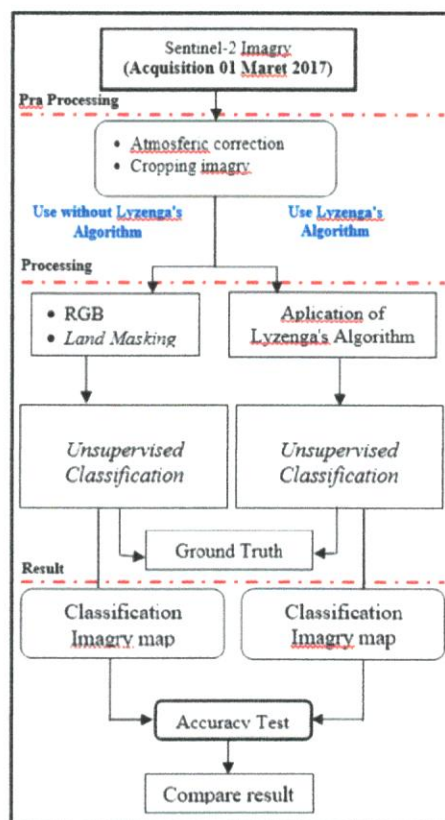 Sentinel-2 Imagry
(Acquisition 01 Maret 2017)
Pra Processing
• Atmosferic correction
• Cropping imagry
Use without Lyzenga's
Algorithm
Use Lyzenga's
Algorithm
Processing
• RGB
• Land Masking
Aplication of
Lyzenga's Algorithm
Unsupervised
Classification
Unsupervised
Classification
Ground Truth
Result
Classification
Imagry map
Classification
Imagry map
Accuracy Test
Compare result